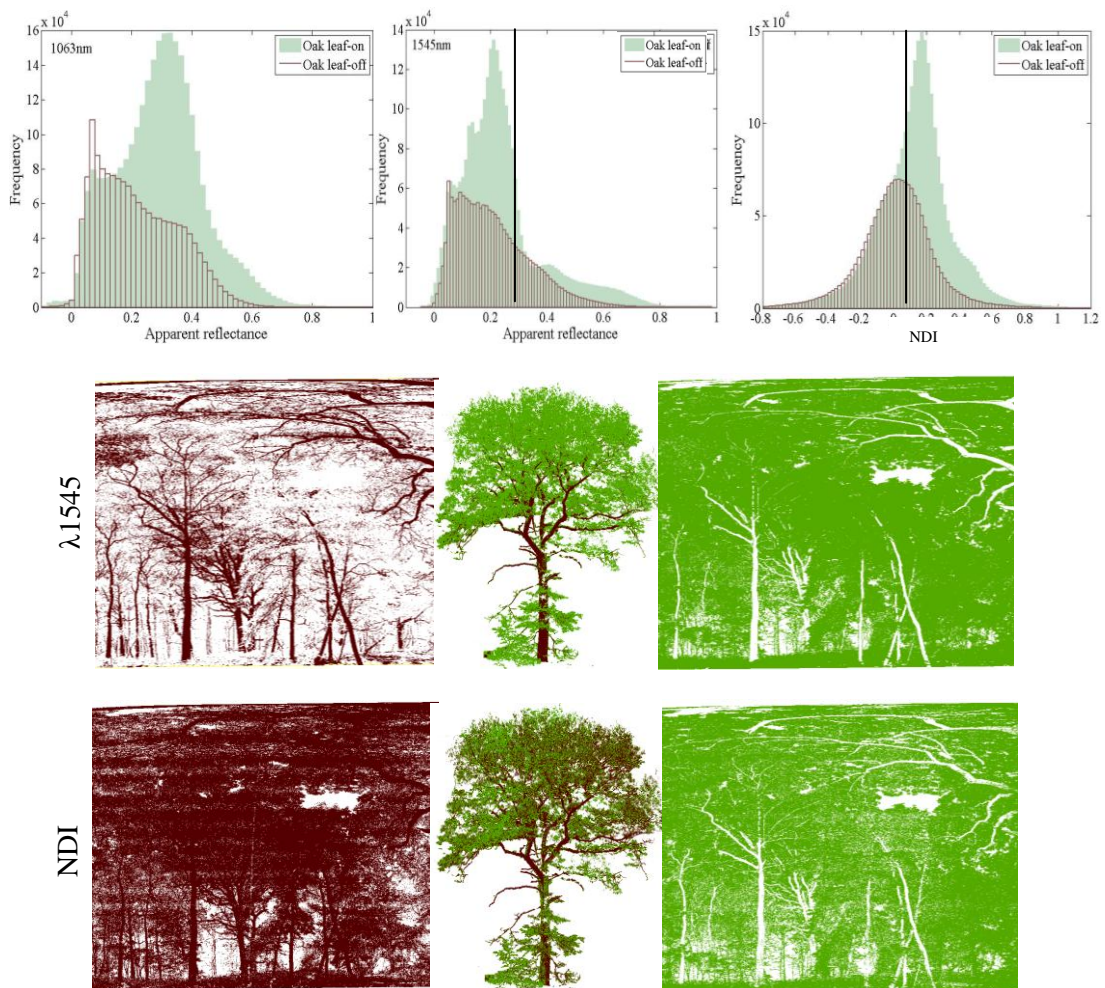 x 10⁴
16
14
12
10
8
6
4
2
0
Frequency
1063nm
Oak leaf-on
Oak leaf-off
0
0.2
0.4
0.6
0.8
1
Apparent reflectance
x 10⁴
14
12
10
8
6
4
2
0
Frequency
1545nm
Oak leaf-on
Oak leaf-off
0
0.2
0.4
0.6
0.8
1
Apparent reflectance
x 10⁴
15
10
5
0
Frequency
Oak leaf-on
Oak leaf-off
-0.8
-0.6
-0.4
-0.2
0
0.2
0.4
0.6
0.8
1
1.2
NDI
λ1545
NDI